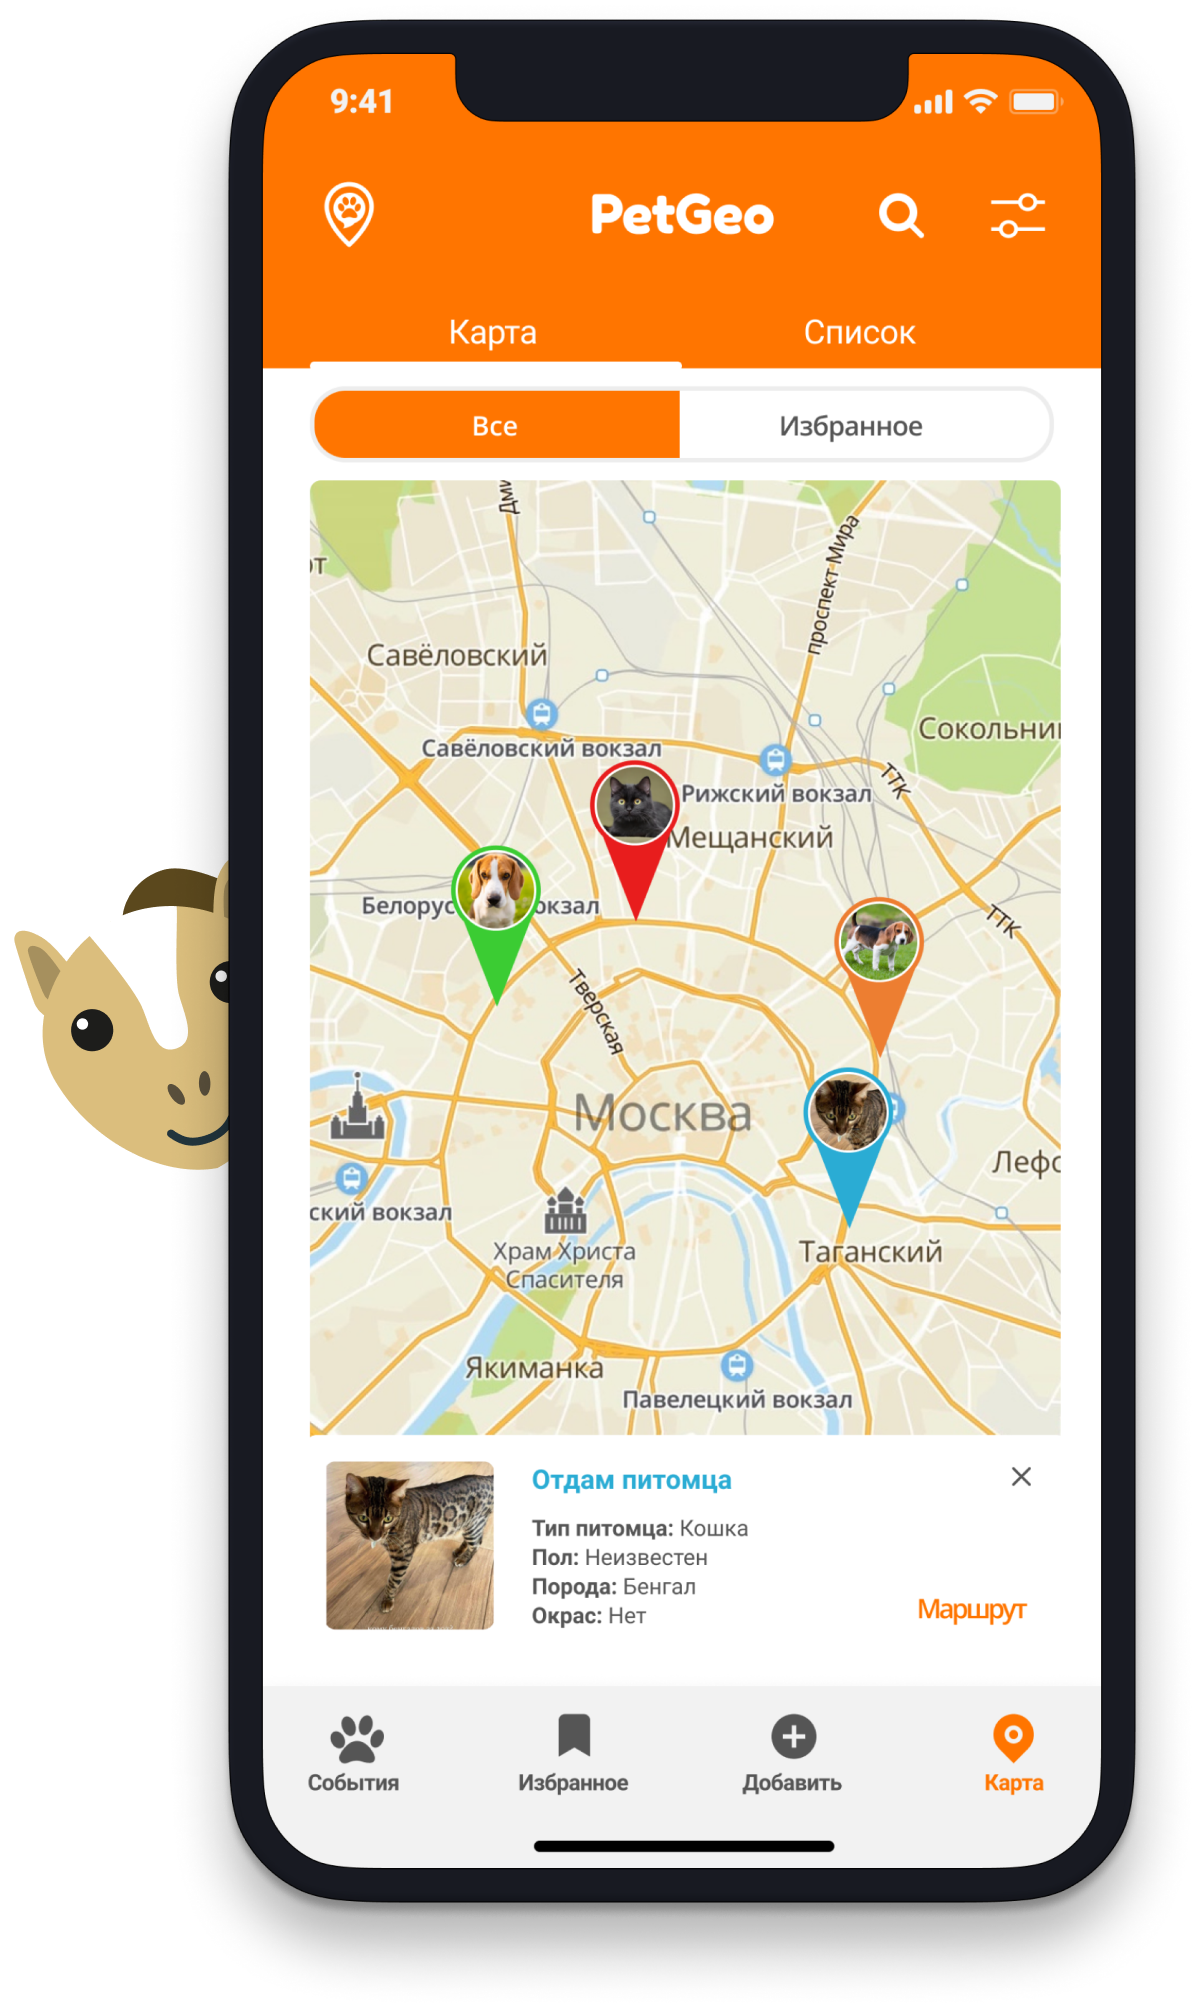 9:41
PetGeo
Карта
Список
Все
Избранное
Дми
проспект Мира
от
Савёловский
Сокольни
Савёловский вокзал
ТТК
Рижский вокзал
Мещанский
Белорус
окзал
ТТК
Тверская
Москва
Лефо
ский вокзал
Храм Христа
Спасителя
Таганский
Якиманка
Павелецкий вокзал
Отдам питомца
Тип питомца: Кошка
Пол: Неизвестен
Порода: Бенгал
Окрас: Нет
Маршрут
События
Избранное
Добавить
Карта